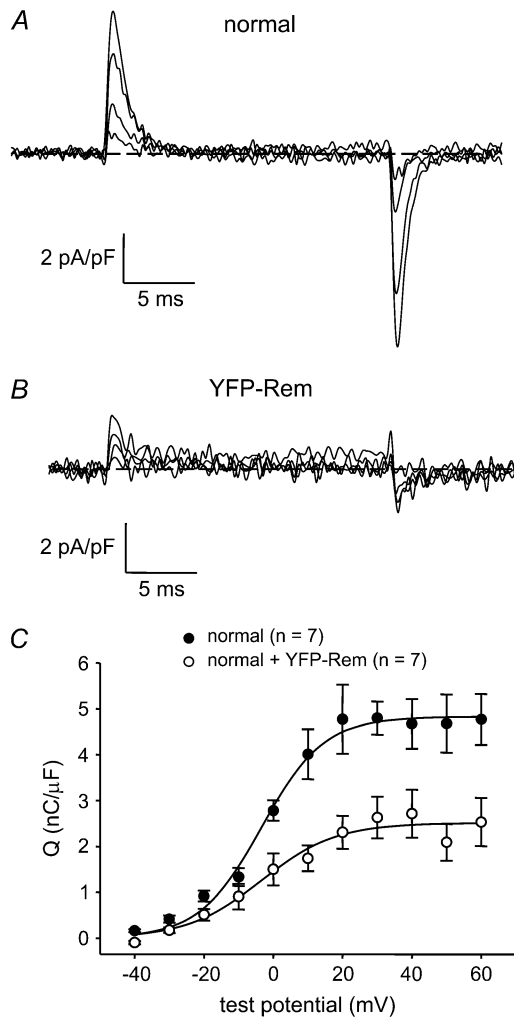 A
normal
2 pA/pF
5 ms
B
YFP-Rem
2 pA/pF
5 ms
C
normal (n = 7)
normal + YFP-Rem (n = 7)
6
5
4
3
2
1
0
Q (nC/μF)
-40 -20 0 20 40 60
test potential (mV)